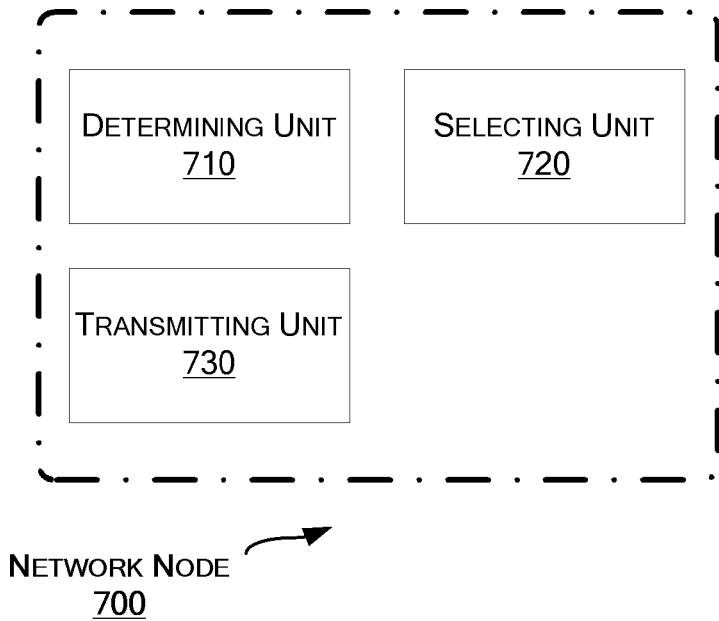 DETERMINING UNIT
710
SELECTING UNIT
720
TRANSMITTING UNIT
730
NETWORK NODE
700